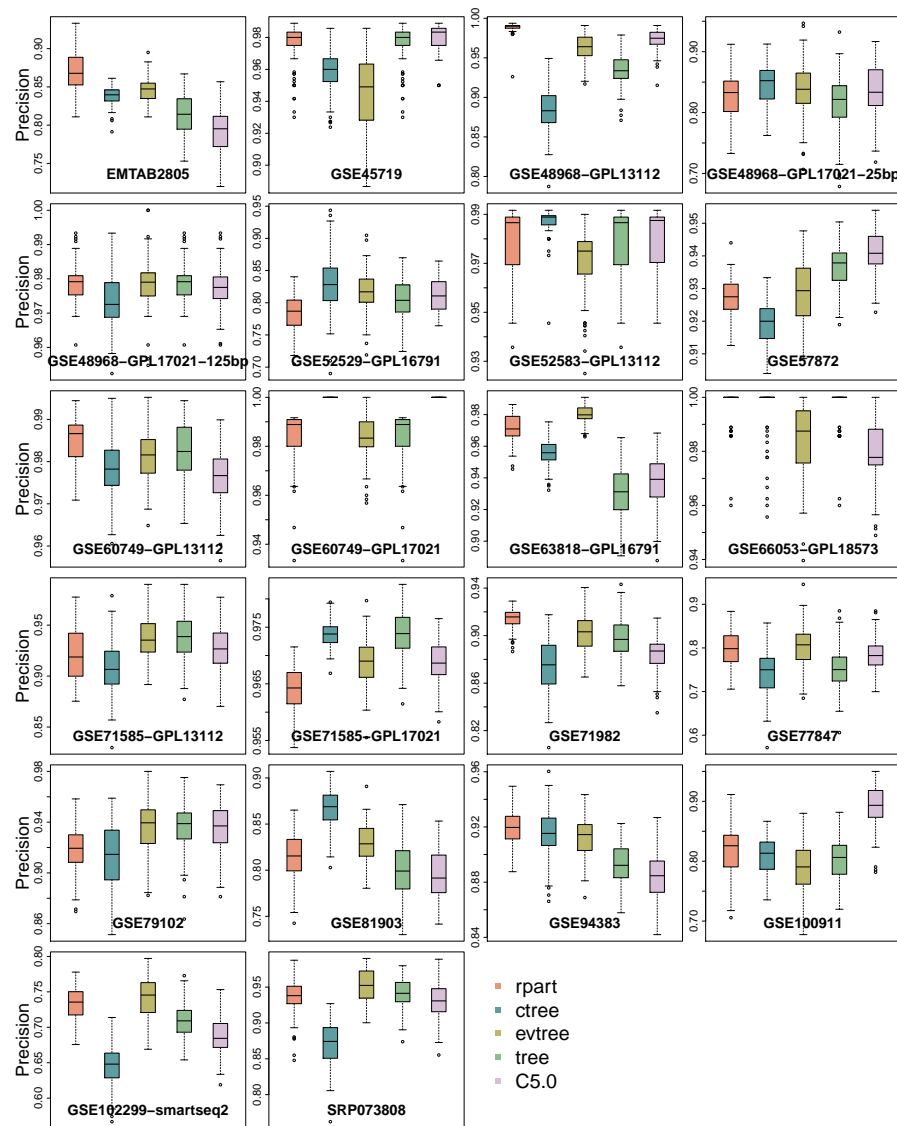 Precision
0.75 0.80 0.85 0.90
EMTAB2805
0.90 0.92 0.94 0.96 0.98
GSE45719
0.80 0.85 0.90 0.95 1.00
GSE48968−GPL13112
0.70 0.80 0.90
GSE48968−GPL17021−25bp
Precision
0.96 0.97 0.98 0.99 1.00
GSE48968−GPL17021−125bp
0.70 0.75 0.80 0.85 0.90 0.95
GSE52529−GPL16791
0.93 0.95 0.97 0.99
GSE52583−GPL13112
0.91 0.92 0.93 0.94 0.95
GSE57872
Precision
0.96 0.97 0.98 0.99
GSE60749−GPL13112
0.94 0.96 0.98 1.00
GSE60749−GPL17021
0.90 0.92 0.94 0.96 0.98
GSE63818−GPL16791
0.94 0.96 0.98 1.00
GSE66053−GPL18573
Precision
0.85 0.90 0.95
GSE71585−GPL13112
0.955 0.965 0.975
GSE71585−GPL17021
0.82 0.86 0.90 0.94
GSE71982
0.6 0.7 0.8 0.9
GSE77847
Precision
0.86 0.90 0.94 0.98
GSE79102
0.75 0.80 0.85 0.90
GSE81903
0.84 0.88 0.92 0.96
GSE94383
0.70 0.80 0.90
GSE100911
Precision
0.60 0.65 0.70 0.75 0.80
GSE102299−smartseq2
0.80 0.85 0.90 0.95
SRP073808
rpart
ctree
evtree
tree
C5.0